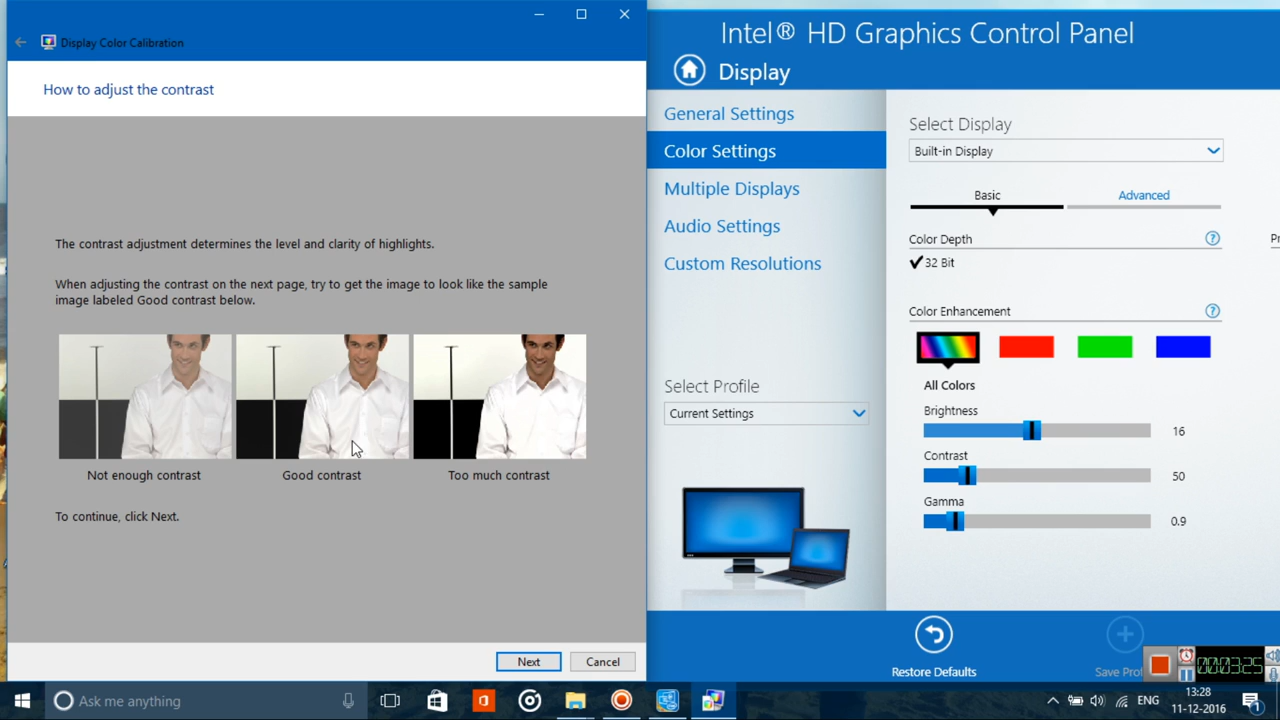 Display Color Calibration
How to adjust the contrast
The contrast adjustment determines the level and clarity of highlights.
When adjusting the contrast on the next page, try to get the image to look like the sample
image labeled Good contrast below.
Not enough contrast
Good contrast
Too much contrast
To continue, click Next.
Next
Cancel
Intel® HD Graphics Control Panel
Display
General Settings
Color Settings
Multiple Displays
Audio Settings
Custom Resolutions
Select Profile
Current Settings
Select Display
Built-in Display
Basic
Advanced
Color Depth
32 Bit
Color Enhancement
All Colors
Brightness
16
Contrast
50
Gamma
0.9
Restore Defaults
Save
00:03:25
Ask me anything
ENG
13:28
11-12-2016